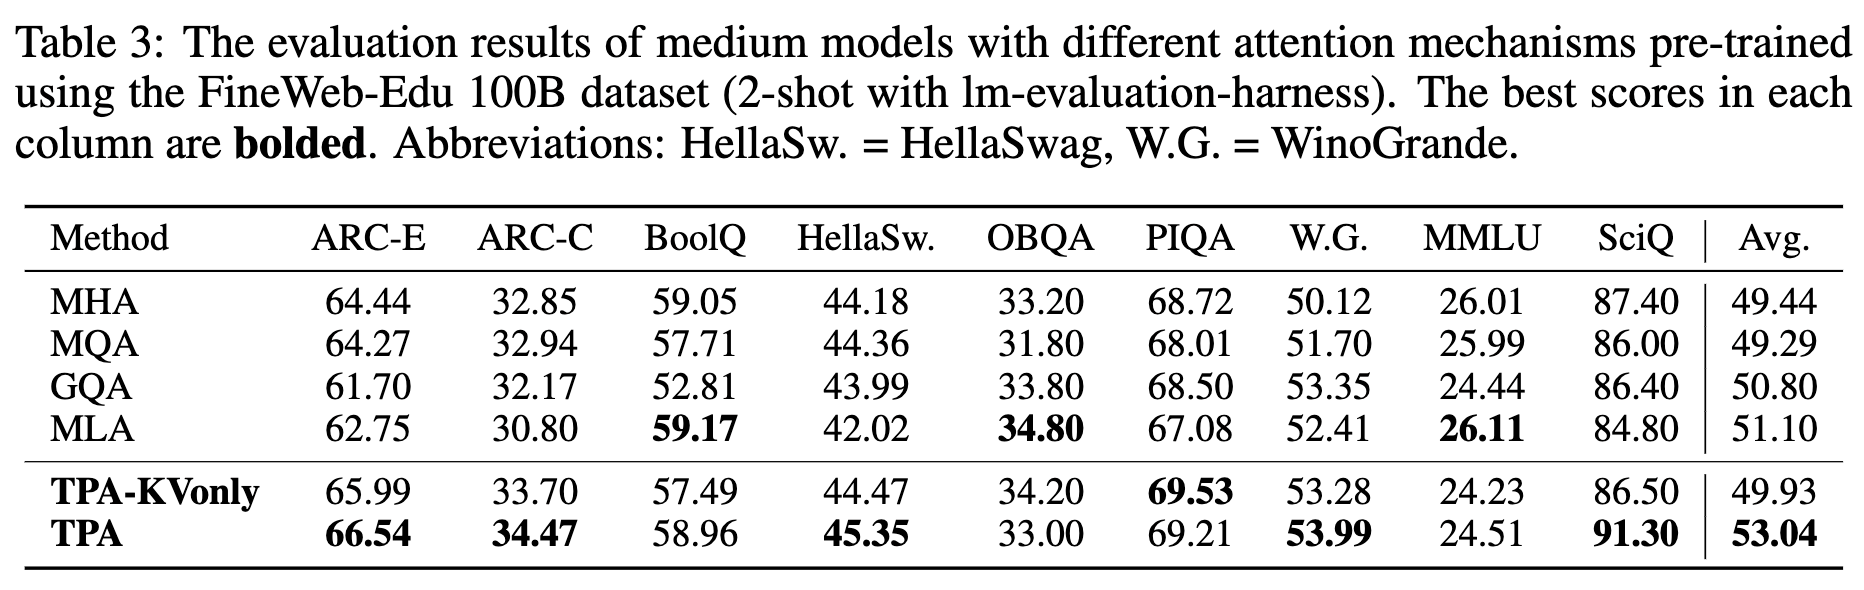 Table 3: The evaluation results of medium models with different attention mechanisms pre-trained
using the FineWeb-Edu 100B dataset (2-shot with lm-evaluation-harness). The best scores in each
column are bolded. Abbreviations: HellaSw. = HellaSwag, W.G. = WinoGrande.
Method ARC-E ARC-C BoolQ HellaSw. OBQA PIQA W.G. MMLU SciQ Avg.
MHA 64.44 32.85 59.05 44.18 33.20 68.72 50.12 26.01 87.40 49.44
MQA 64.27 32.94 57.71 44.36 31.80 68.01 51.70 25.99 86.00 49.29
GQA 61.70 32.17 52.81 43.99 33.80 68.50 53.35 24.44 86.40 50.80
MLA 62.75 30.80 59.17 42.02 34.80 67.08 52.41 26.11 84.80 51.10
TPA-KVonly 65.99 33.70 57.49 44.47 34.20 69.53 53.28 24.23 86.50 49.93
TPA 66.54 34.47 58.96 45.35 33.00 69.21 53.99 24.51 91.30 53.04